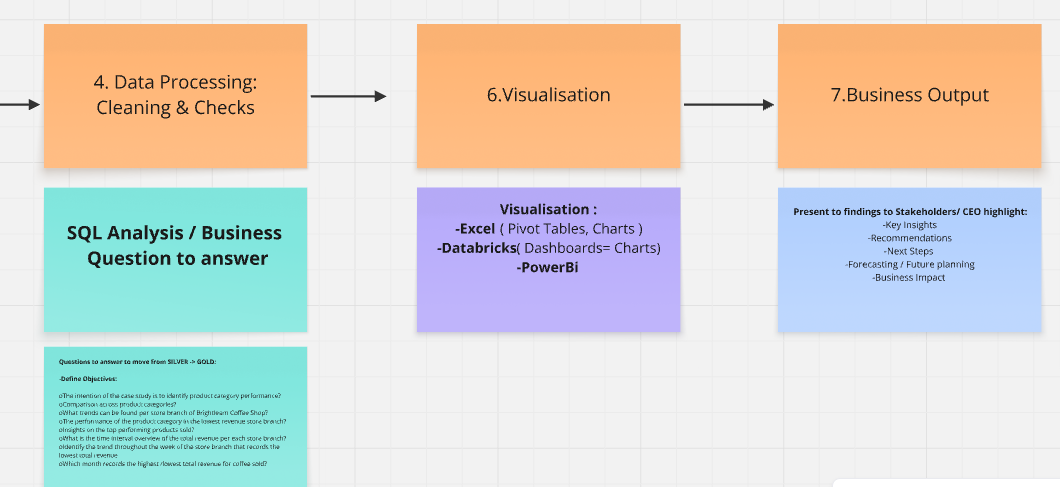 4. Data Processing:
Cleaning & Checks
6.Visualisation
7.Business Output
SQL Analysis / Business
Question to answer
Visualisation :
-Excel ( Pivot Tables, Charts )
-Databricks( Dashboards= Charts)
-PowerBi
Present to findings to Stakeholders/ CEO highlight:
-Key Insights
-Recommendations
-Next Steps
-Forecasting / Future planning
-Business Impact
Questions to answer to move from SILVER -> GOLD:
-Define Objectives:
oThe intention of the case study is to identify product category performance?
oComparison across product categories?
oWhat trends can be found per store branch of Brightlearn Coffee Shop?
oThe performance of the product category in the lowest revenue store branch?
oInsights on the top performing products sold?
oWhat is the time interval overview of the total revenue per each store branch?
oIdentify the trend throughout the week of the store branch that records the
lowest total revenue
oWhich month records the highest /lowest total revenue for coffee sold?